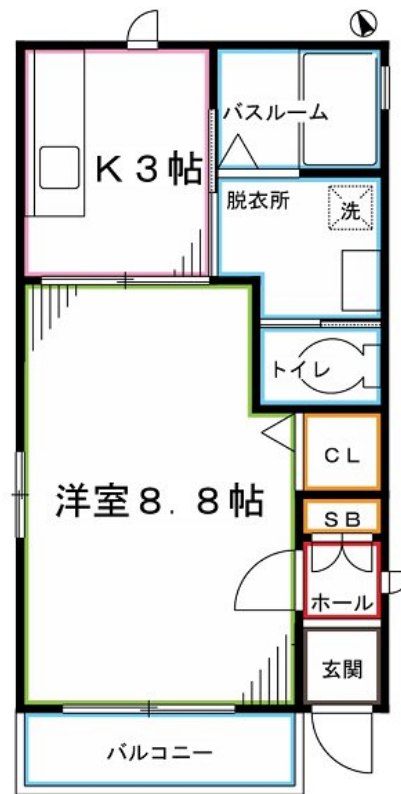 バスルーム
K3帖
脱衣所
洗
トイレ
CL
洋室8.8帖
SB
ホール
玄関
バルコニー